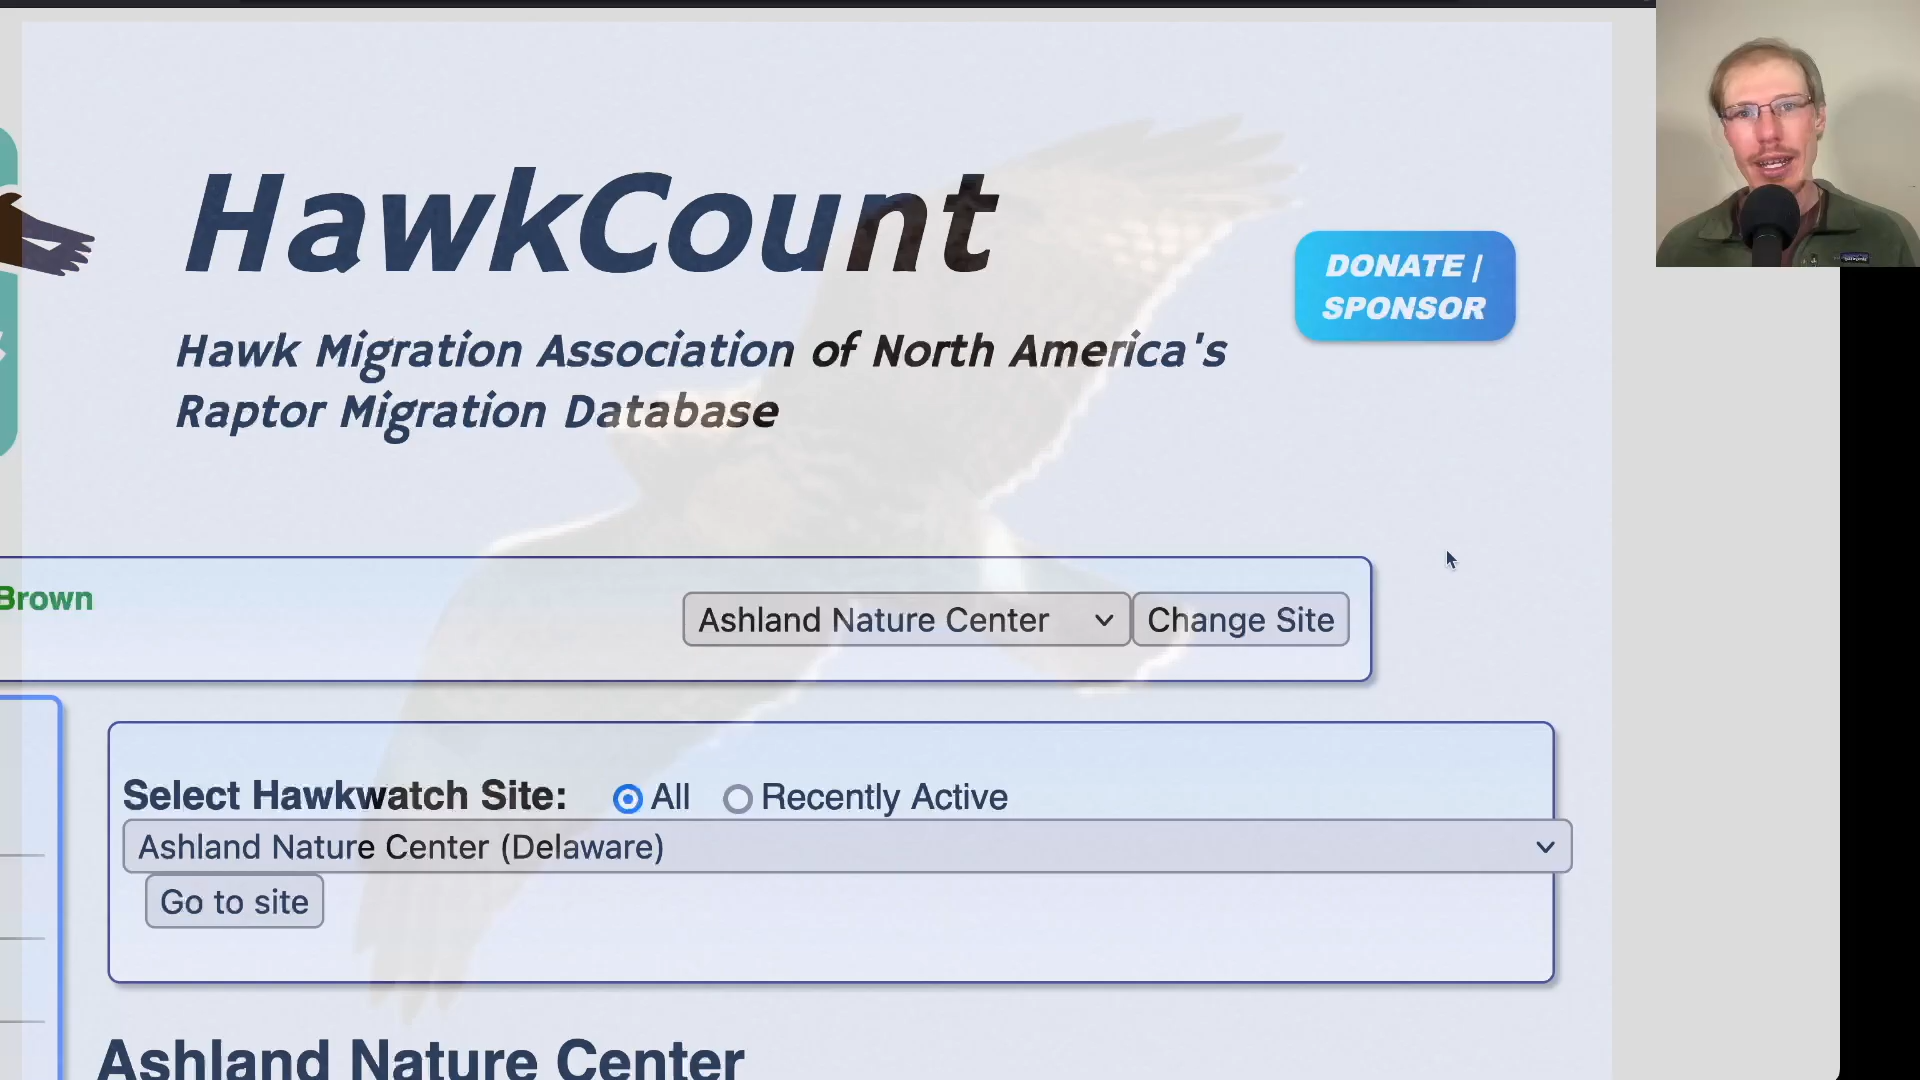 HawkCount
Hawk Migration Association of North America's
Raptor Migration Database
DONATE |
SPONSOR
Brown
Ashland Nature Center
Change Site
Select Hawkwatch Site: All Recently Active
Ashland Nature Center (Delaware)
Go to site
Ashland Nature Center